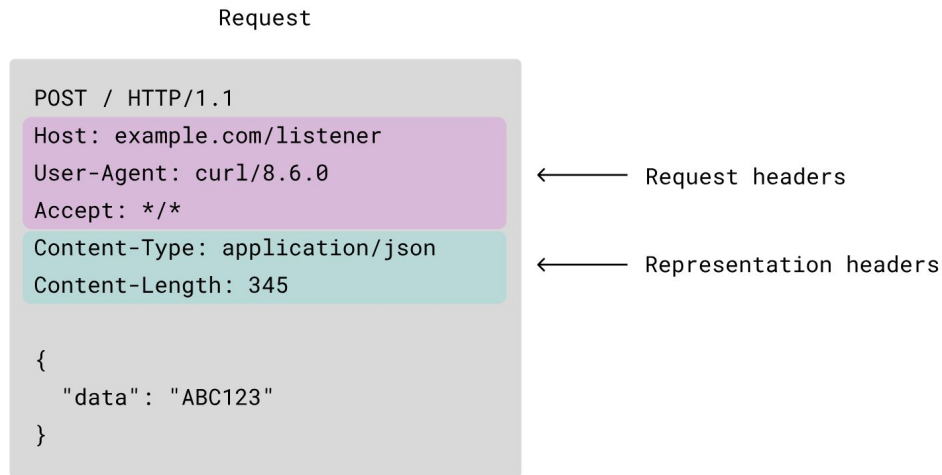 Request
POST / HTTP/1.1
Host: example.com/listener
User-Agent: curl/8.6.0
Accept: */*
Request headers
Content-Type: application/json
Content-Length: 345
Representation headers
{
  "data": "ABC123"
}